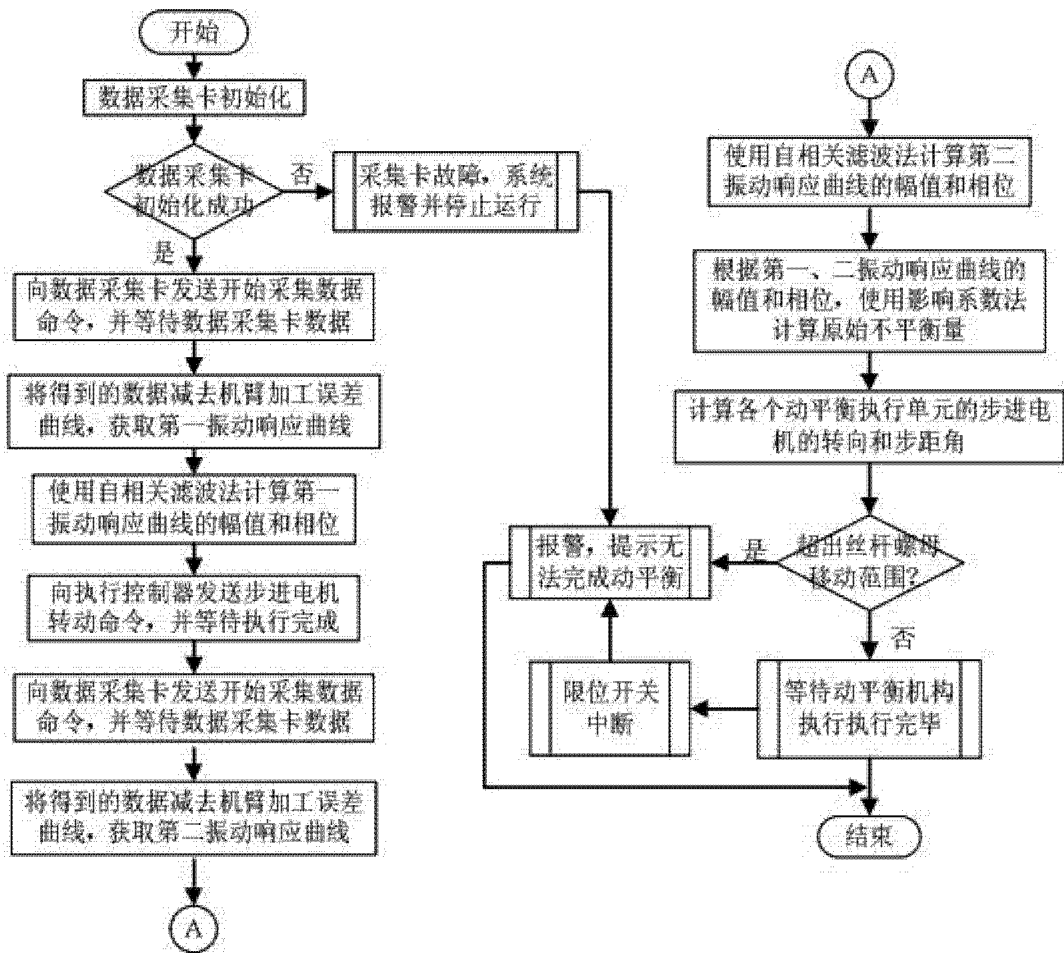 开始
数据采集卡初始化
数据采集卡
初始化成功
否
采集卡故障，系统
报警并停止运行
是
向数据采集卡发送开始采集数据
命令，并等待数据采集卡数据
将得到的数据减去机臂加工误差
曲线，获取第一振动响应曲线
使用自相关滤波法计算第一
振动响应曲线的幅值和相位
向执行控制器发送步进电机
转动命令，并等待执行完成
向数据采集卡发送开始采集数据
命令，并等待数据采集卡数据
将得到的数据减去机臂加工误差
曲线，获取第二振动响应曲线
A
A
使用自相关滤波法计算第二
振动响应曲线的幅值和相位
根据第一、二振动响应曲线的
幅值和相位，使用影响系数法
计算原始不平衡量
计算各个动平衡执行单元的步进电
机的转向和步距角
超出丝杆螺母
移动范围？
是
报警，提示无
法完成动平衡
否
等待动平衡机构
执行执行完毕
限位开关
中断
结束